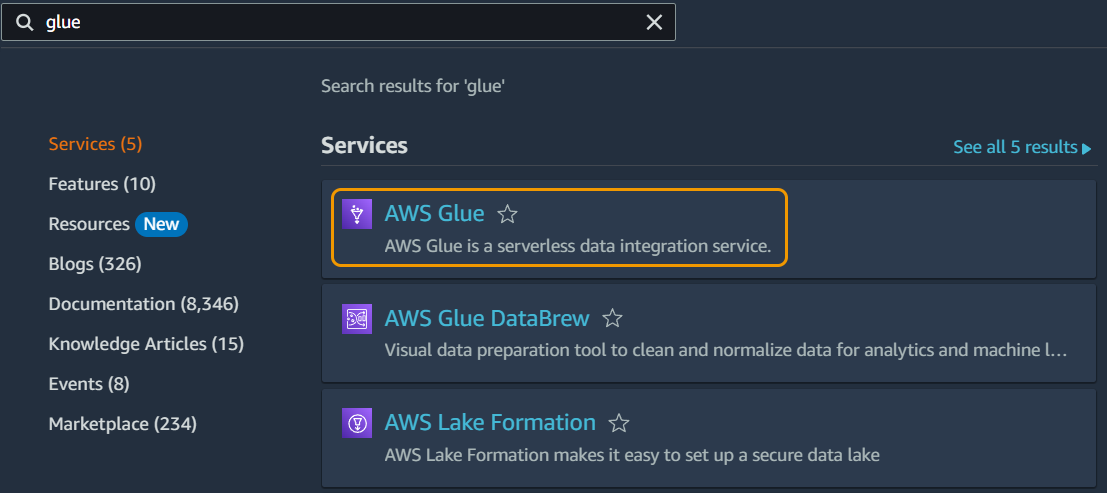 glue
Search results for 'glue'
Services (5)
Features (10)
Resources New
Blogs (326)
Documentation (8,346)
Knowledge Articles (15)
Events (8)
Marketplace (234)
Services
See all 5 results
AWS Glue
AWS Glue is a serverless data integration service.
AWS Glue DataBrew
Visual data preparation tool to clean and normalize data for analytics and machine l...
AWS Lake Formation
AWS Lake Formation makes it easy to set up a secure data lake